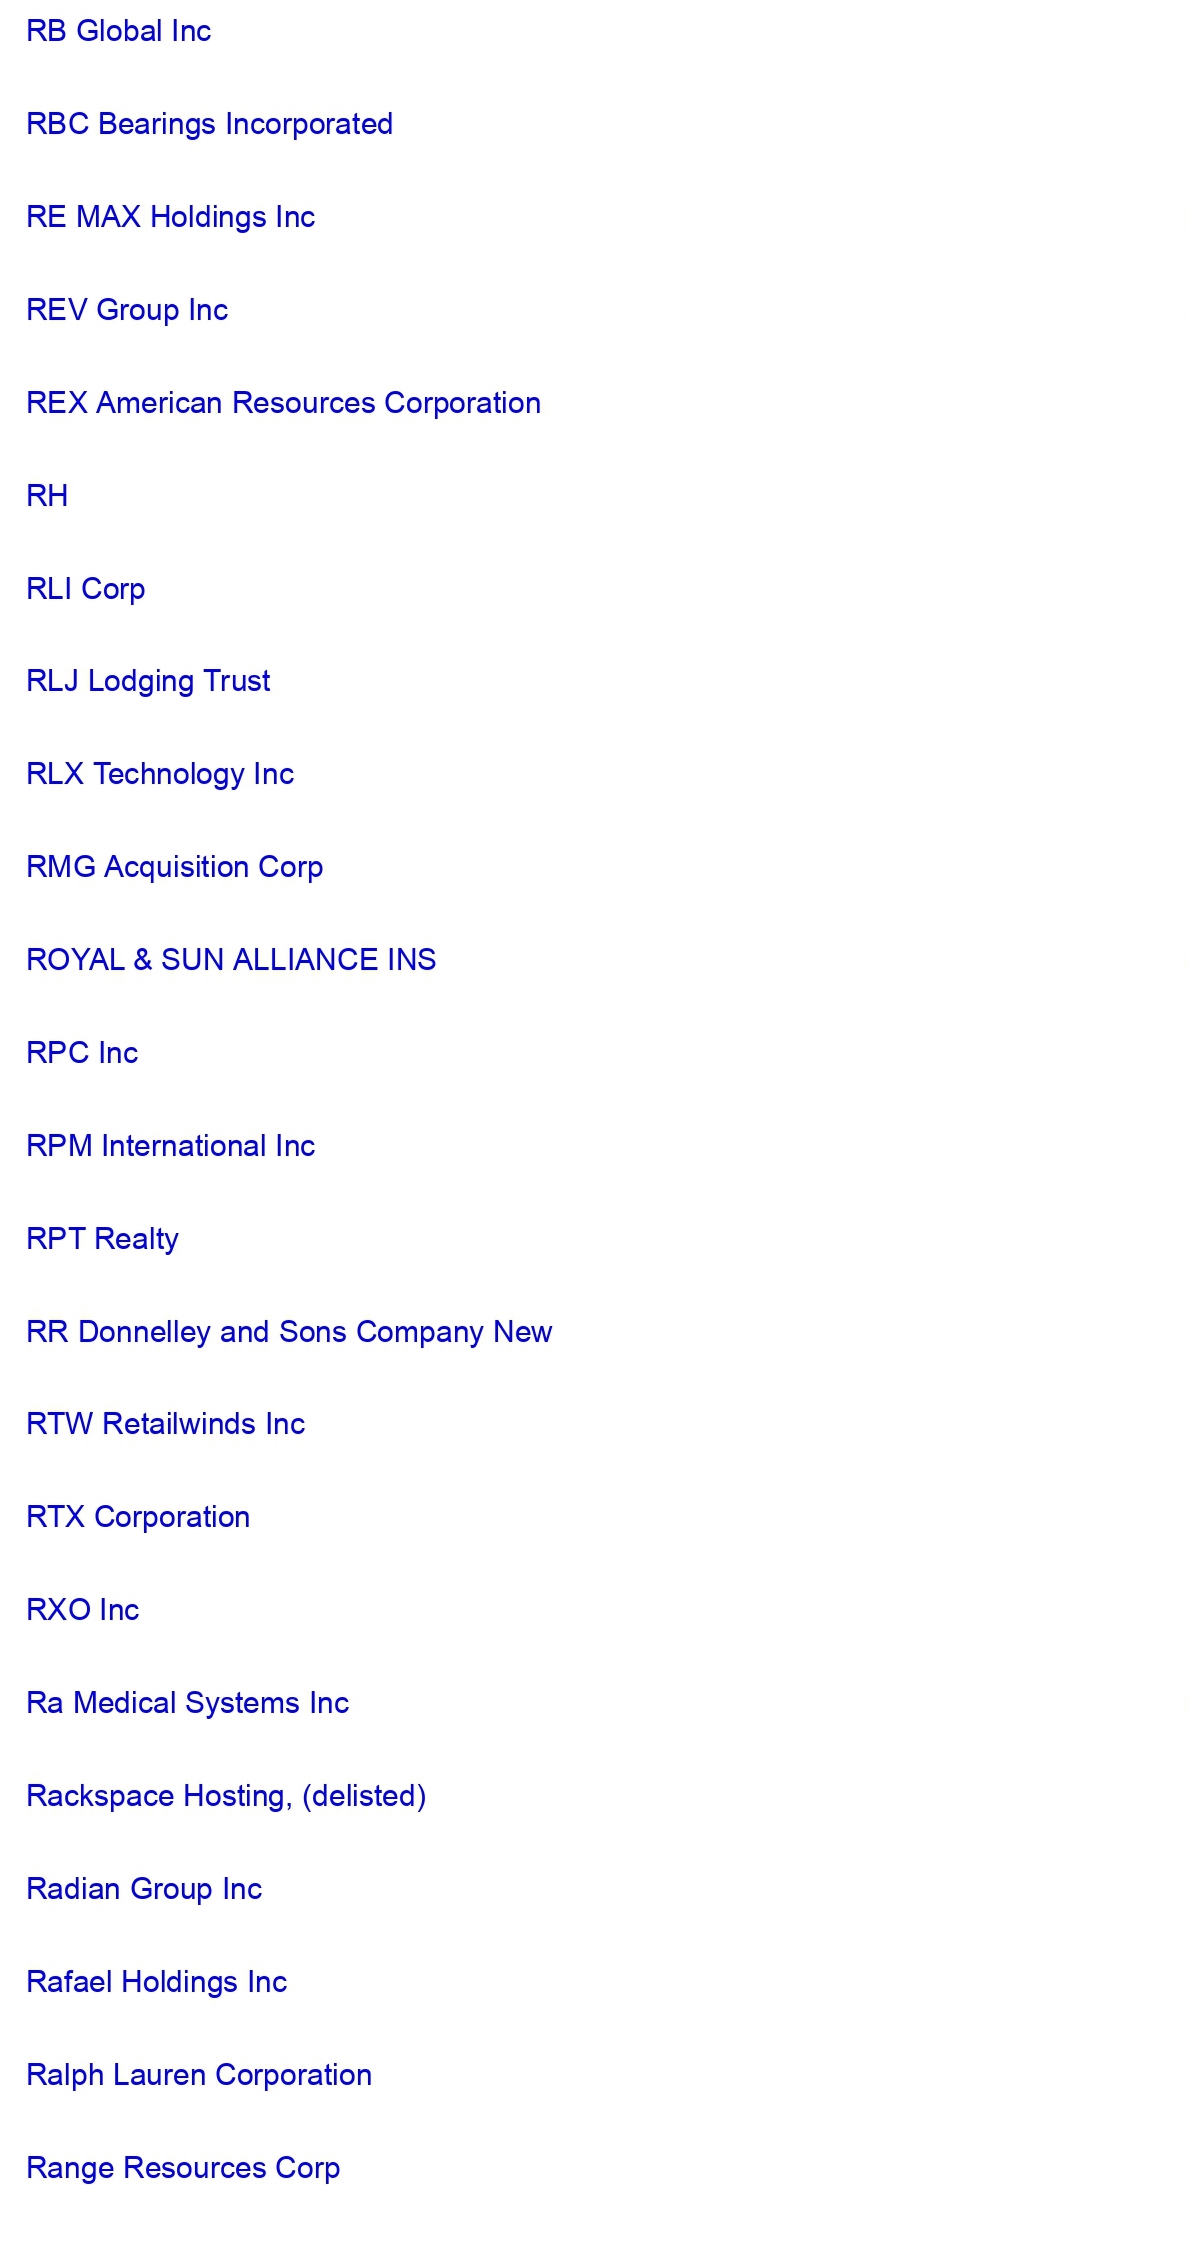 RB Global Inc
RBC Bearings Incorporated
RE MAX Holdings Inc
REV Group Inc
REX American Resources Corporation
RH
RLI Corp
RLJ Lodging Trust
RLX Technology Inc
RMG Acquisition Corp
ROYAL & SUN ALLIANCE INS
RPC Inc
RPM International Inc
RPT Realty
RR Donnelley and Sons Company New
RTW Retailwinds Inc
RTX Corporation
RXO Inc
Ra Medical Systems Inc
Rackspace Hosting, (delisted)
Radian Group Inc
Rafael Holdings Inc
Ralph Lauren Corporation
Range Resources Corp